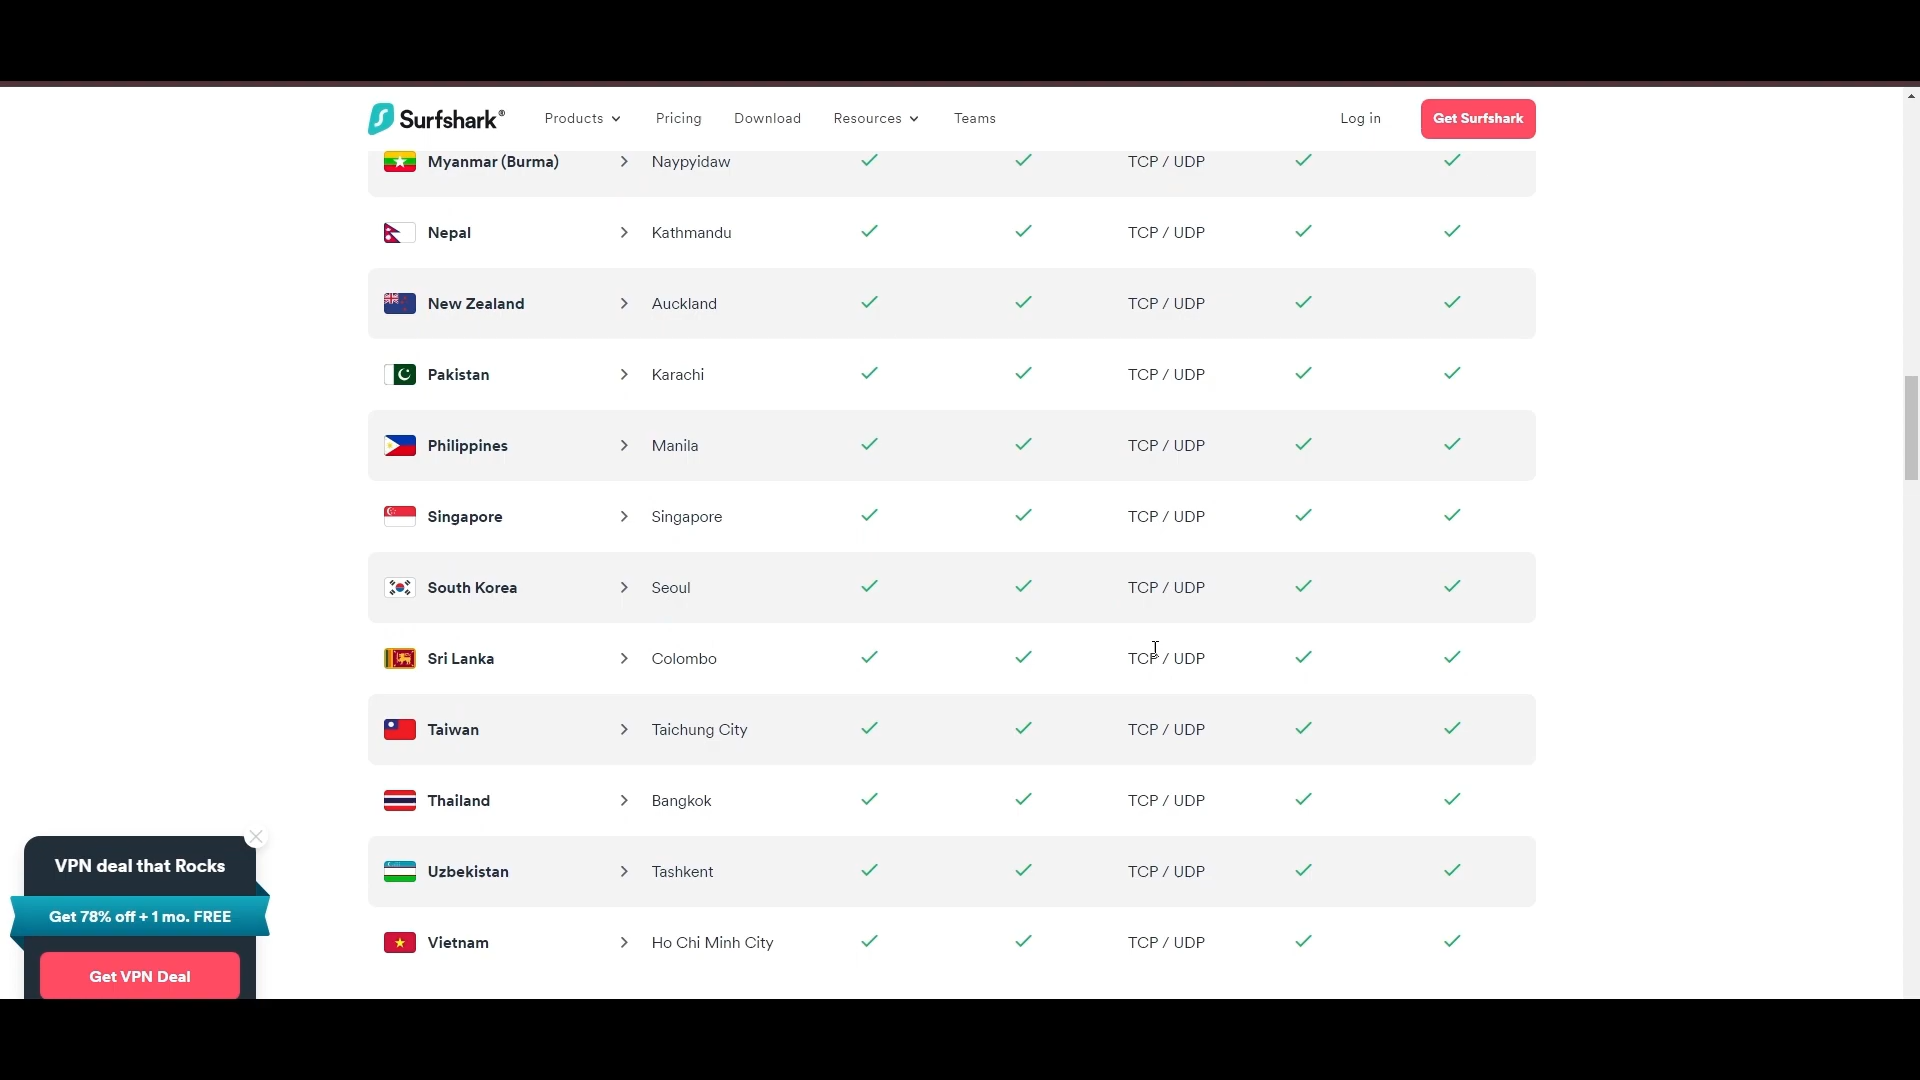 Surfshark® Products Pricing Download Resources Teams Log in Get Surfshark
Myanmar (Burma) Naypyidaw TCP / UDP
Nepal Kathmandu TCP / UDP
New Zealand Auckland TCP / UDP
Pakistan Karachi TCP / UDP
Philippines Manila TCP / UDP
Singapore Singapore TCP / UDP
South Korea Seoul TCP / UDP
Sri Lanka Colombo TCP / UDP
Taiwan Taichung City TCP / UDP
Thailand Bangkok TCP / UDP
Uzbekistan Tashkent TCP / UDP
Vietnam Ho Chi Minh City TCP / UDP
VPN deal that Rocks
Get 78% off + 1 mo. FREE
Get VPN Deal